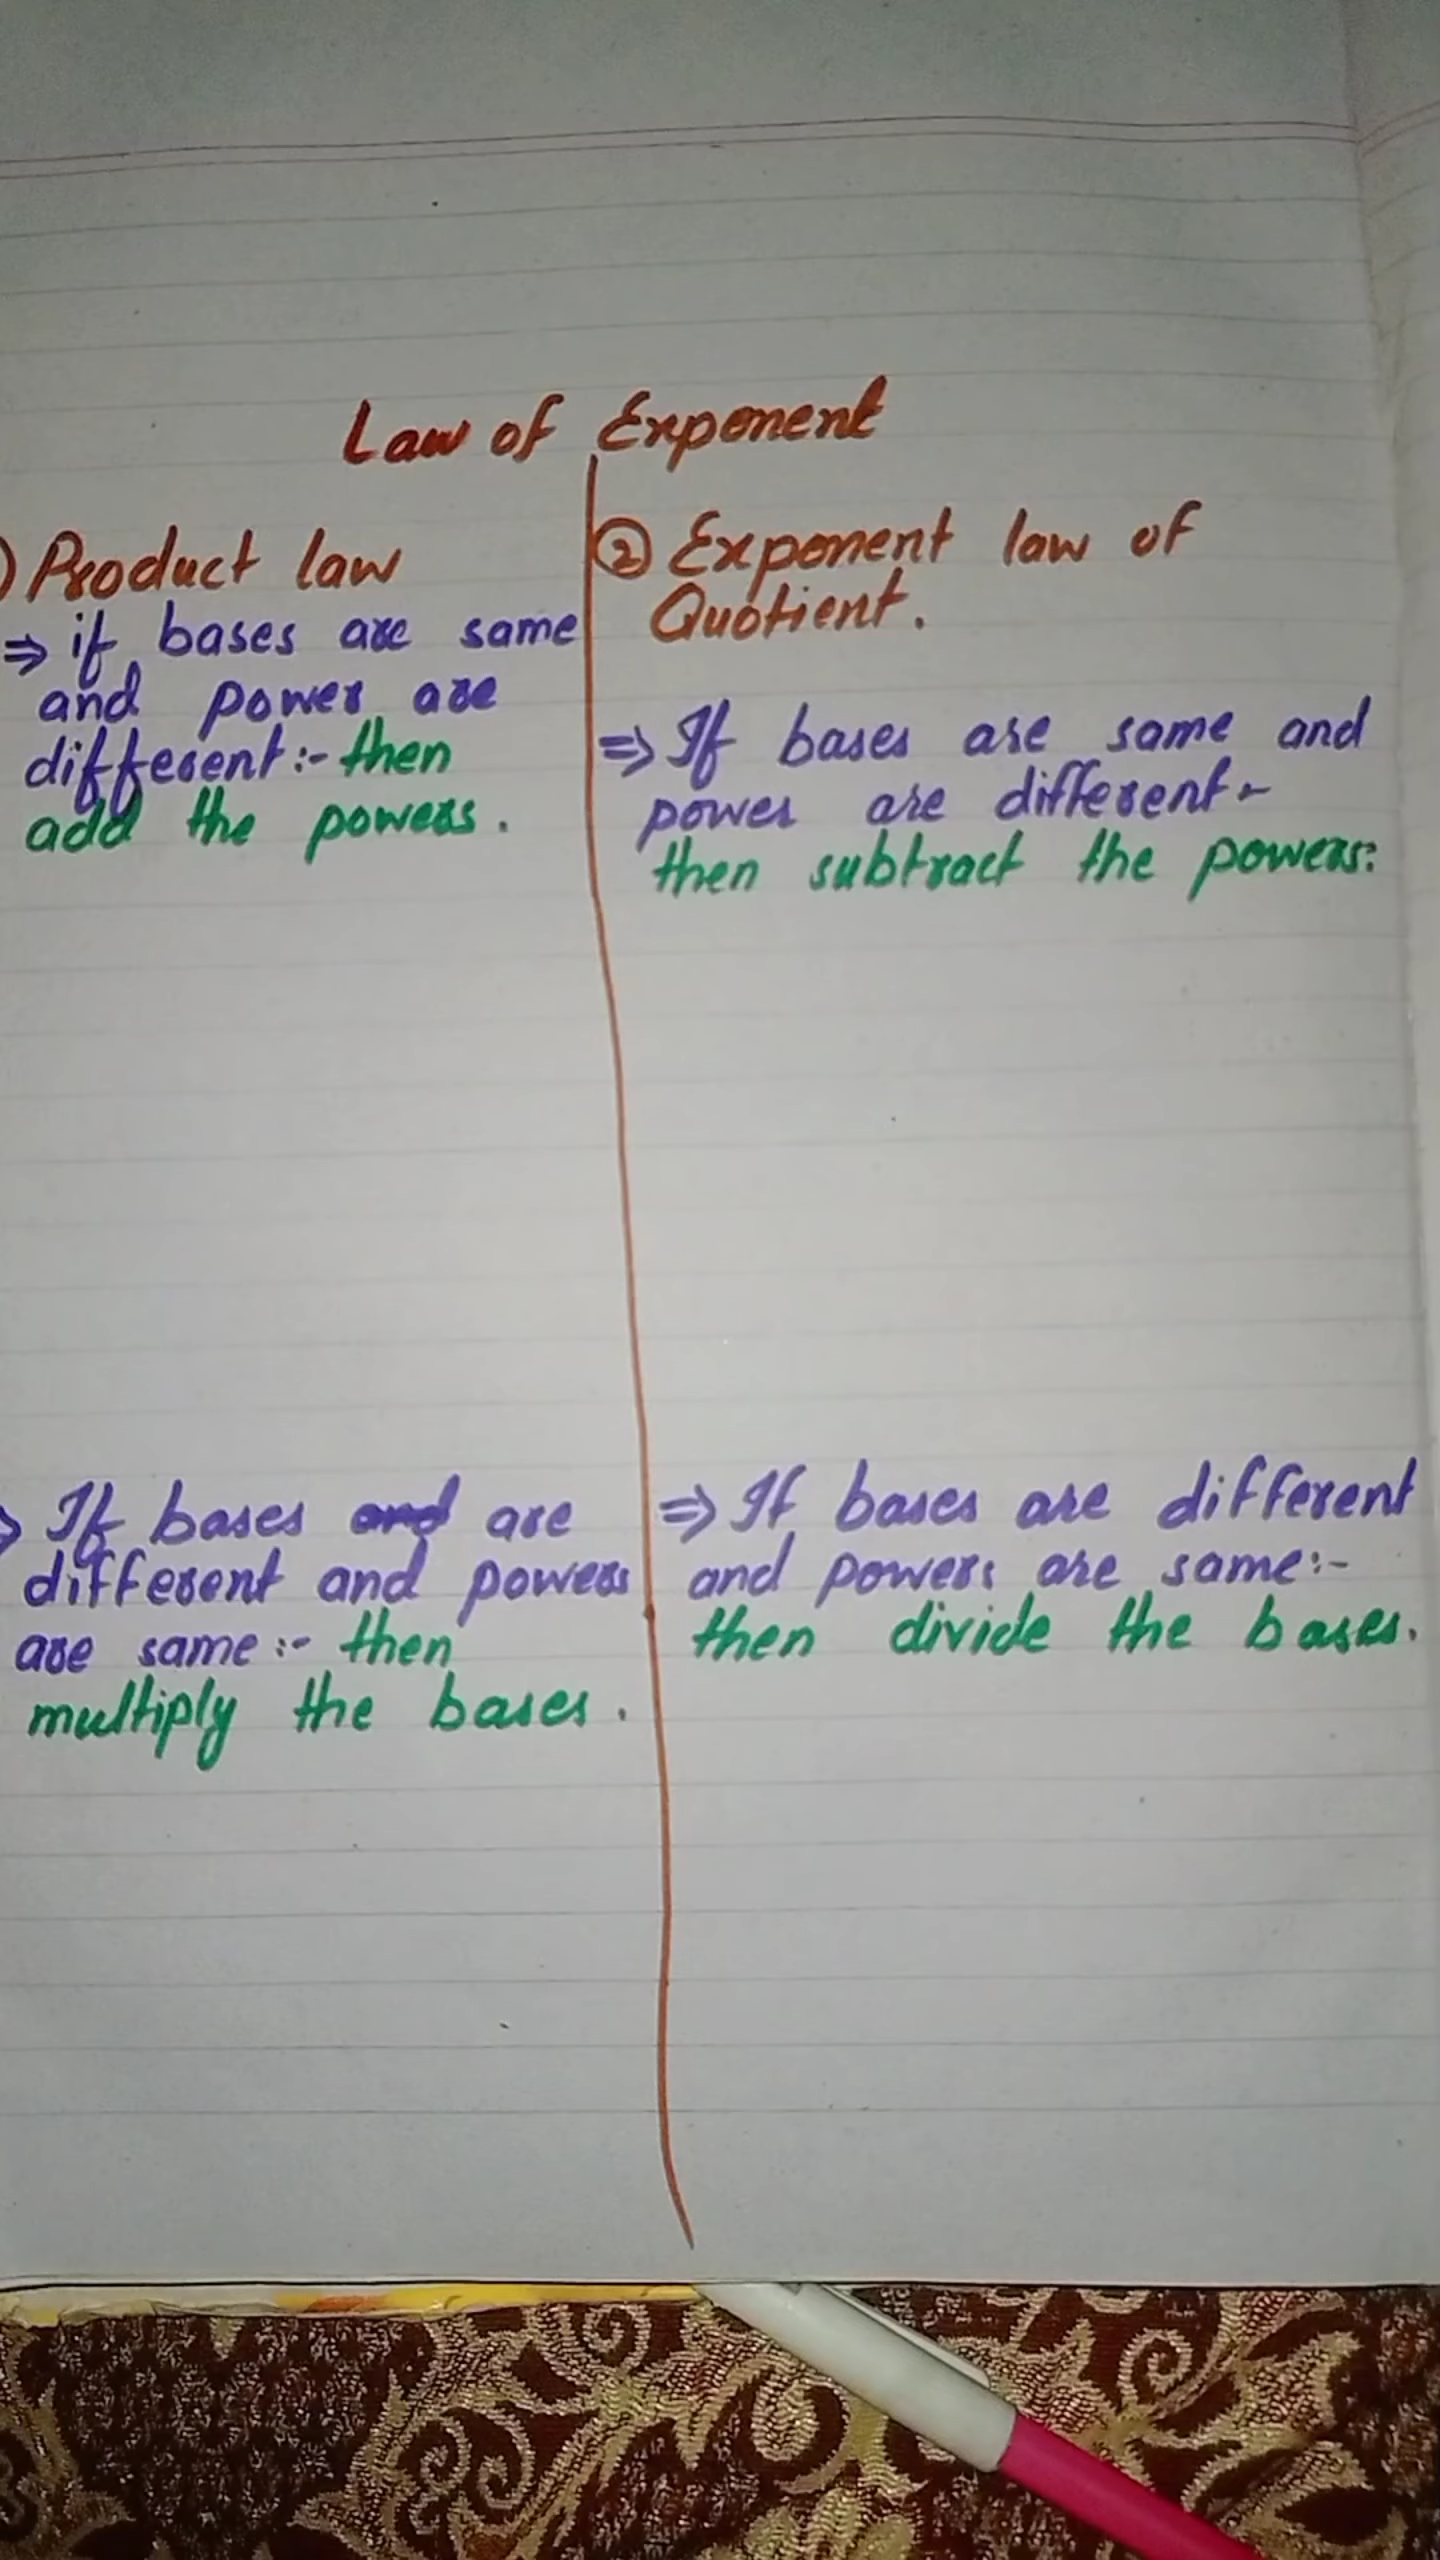 Law of Exponent
) Product law
⇒ if bases are same
and power are
different:- then
add the powers.
⇒ If bases and are
different and powers
are same:- then
multiply the bases.
② Exponent law of
Quotient.
⇒ If bases are same and
power are different-
then subtract the powers:
⇒ If bases are different
and powers are same:-
then divide the bases.